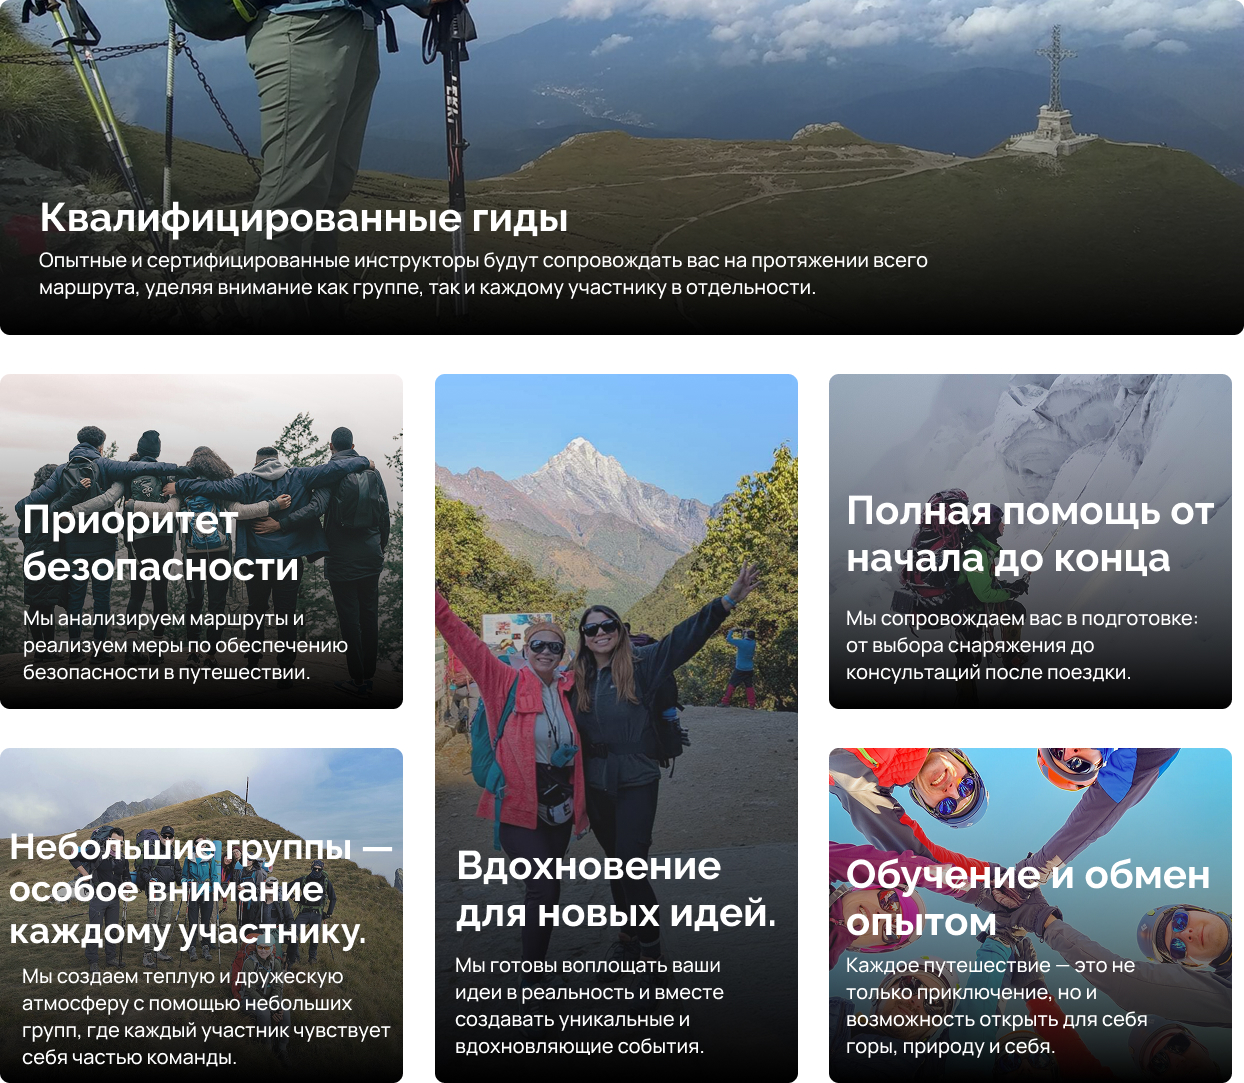 Квалифицированные гиды
Опытные и сертифицированные инструкторы будут сопровождать вас на протяжении всего
маршрута, уделяя внимание как группе, так и каждому участнику в отдельности.
Приоритет
безопасности
Мы анализируем маршруты и
реализуем меры по обеспечению
безопасности в путешествии.
Вдохновение
для новых идей.
Мы готовы воплощать ваши
идеи в реальность и вместе
создавать уникальные и
вдохновляющие события.
Полная помощь от
начала до конца
Мы сопровождаем вас в подготовке:
от выбора снаряжения до
консультаций после поездки.
Небольшие группы —
особое внимание
каждому участнику.
Мы создаем теплую и дружескую
атмосферу с помощью небольших
групп, где каждый участник чувствует
себя частью команды.
Обучение и обмен
опытом
Каждое путешествие — это не
только приключение, но и
возможность открыть для себя
горы, природу и себя.
LEKI